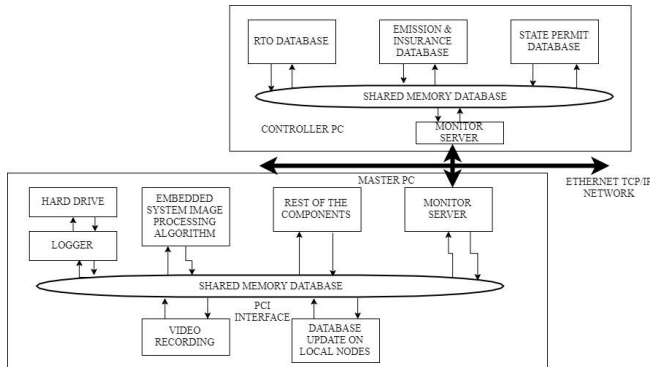 RTO DATABASE
EMISSION &
INSURANCE
DATABASE
STATE PERMIT
DATABASE
SHARED MEMORY DATABASE
CONTROLLER PC
MONITOR
SERVER
MASTER PC
ETHERNET TCP/IP
NETWORK
HARD DRIVE
LOGGER
EMBEDDED
SYSTEM IMAGE
PROCESSING
ALGORITHM
REST OF THE
COMPONENTS
MONITOR
SERVER
SHARED MEMORY DATABASE
PCI
INTERFACE
VIDEO
RECORDING
DATABASE
UPDATE ON
LOCAL NODES